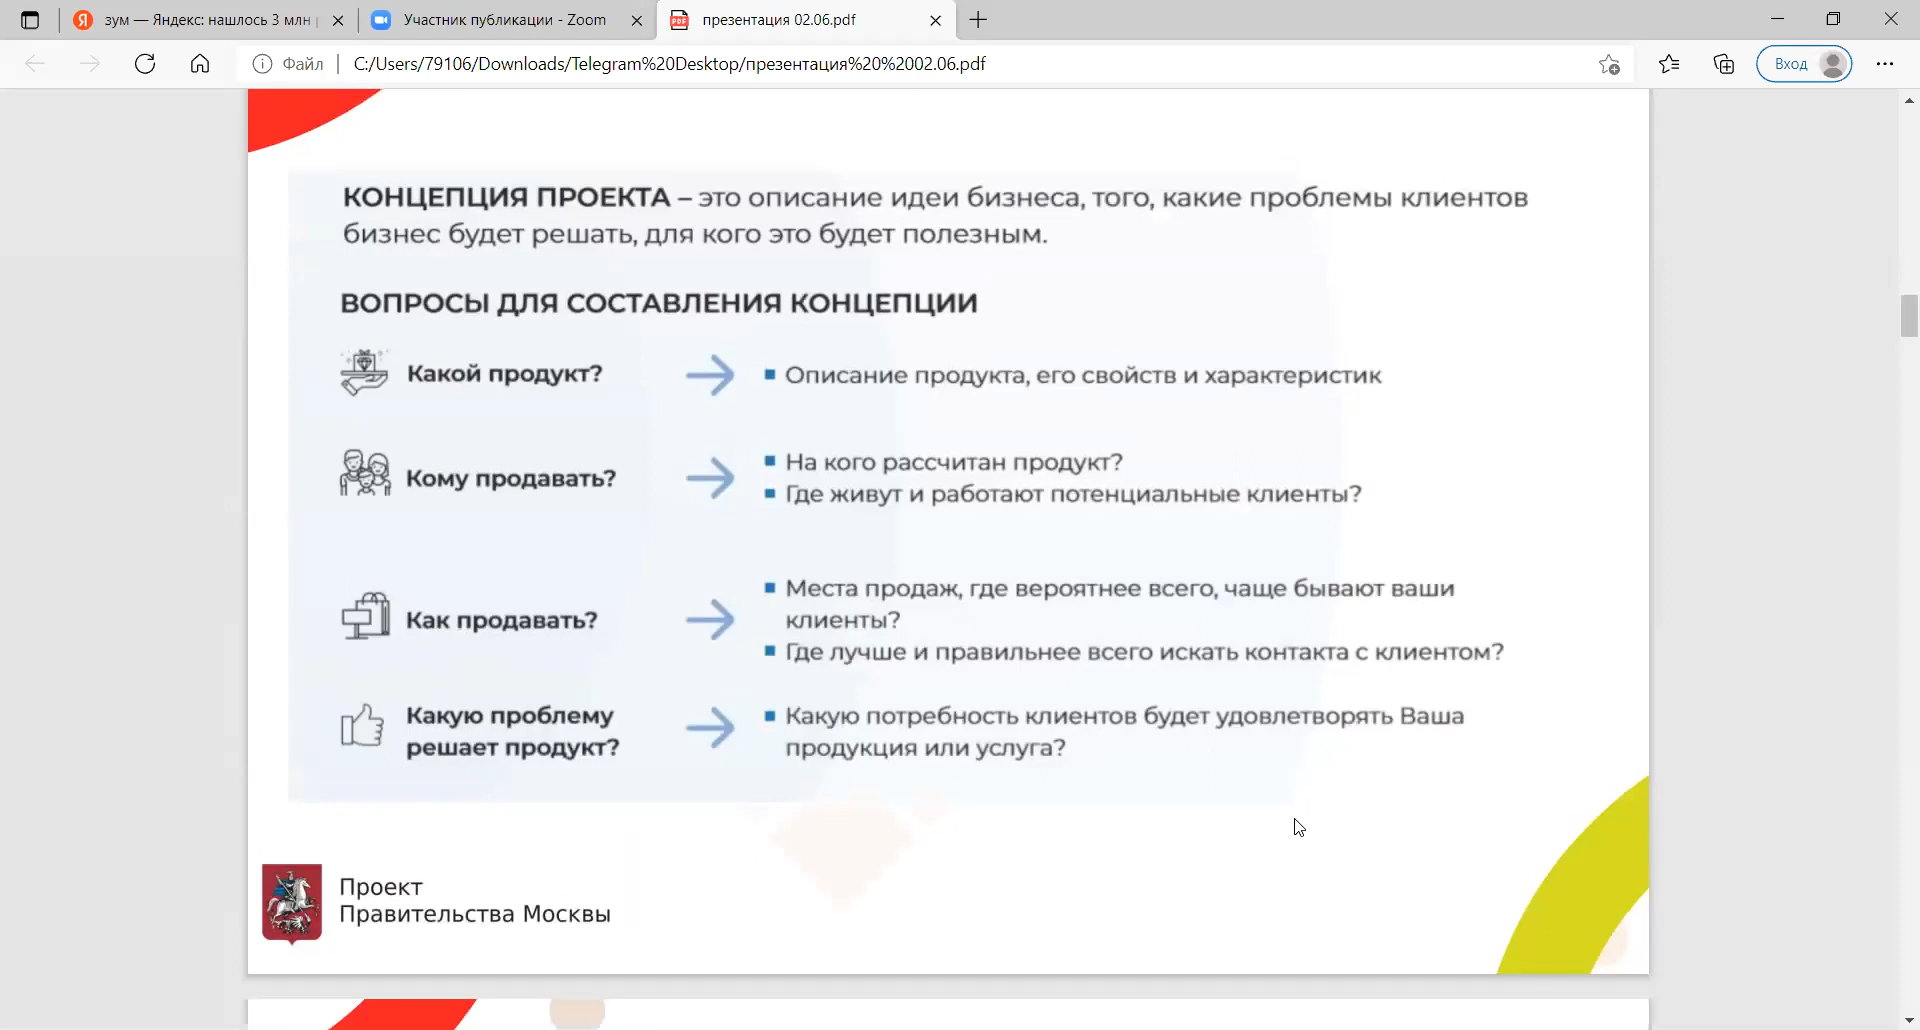 зум — Яндекс: нашлось 3 млн
Участник публикации - Zoom
презентация 02.06.pdf
Файл
C:/Users/79106/Downloads/Telegram%20Desktop/презентация%20%2002.06.pdf
Вход
КОНЦЕПЦИЯ ПРОЕКТА – это описание идеи бизнеса, того, какие проблемы клиентов
бизнес будет решать, для кого это будет полезным.
ВОПРОСЫ ДЛЯ СОСТАВЛЕНИЯ КОНЦЕПЦИИ
Какой продукт?
Описание продукта, его свойств и характеристик
Кому продавать?
На кого рассчитан продукт?
Где живут и работают потенциальные клиенты?
Как продавать?
Места продаж, где вероятнее всего, чаще бывают ваши
клиенты?
Где лучше и правильнее всего искать контакта с клиентом?
Какую проблему
решает продукт?
Какую потребность клиентов будет удовлетворять Ваша
продукция или услуга?
Проект
Правительства Москвы